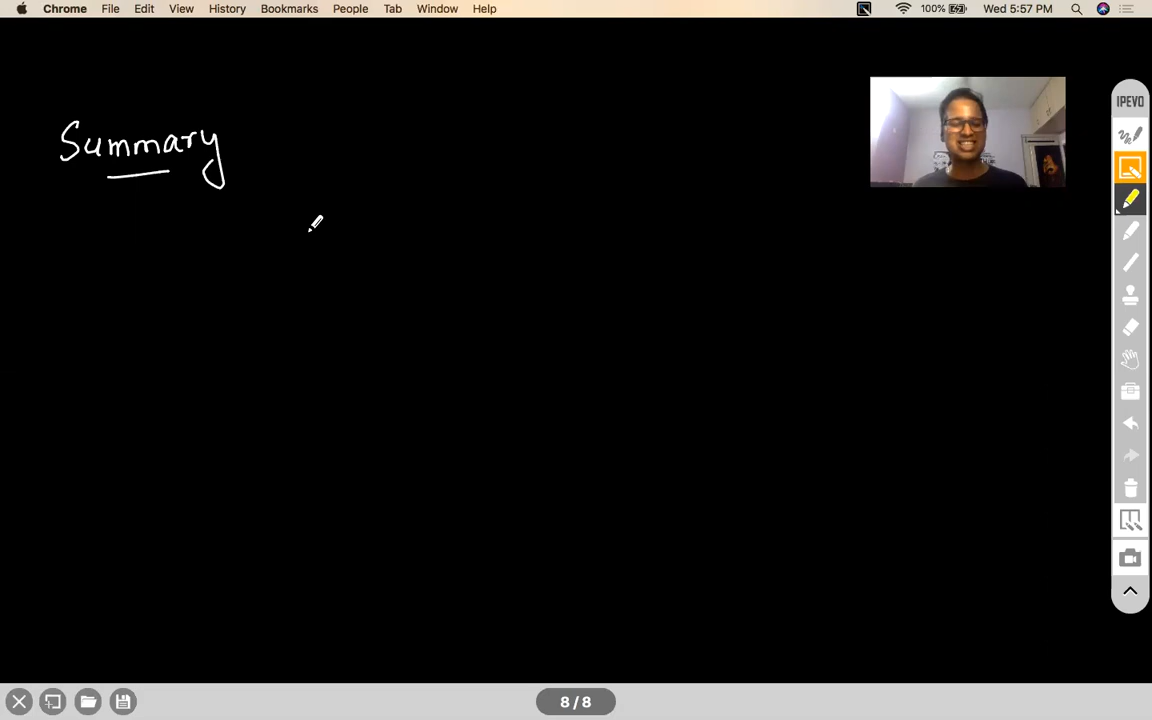 Chrome File Edit View History Bookmarks People Tab Window Help 100% Wed 5:57 PM
IPEVO
Summary
8 / 8